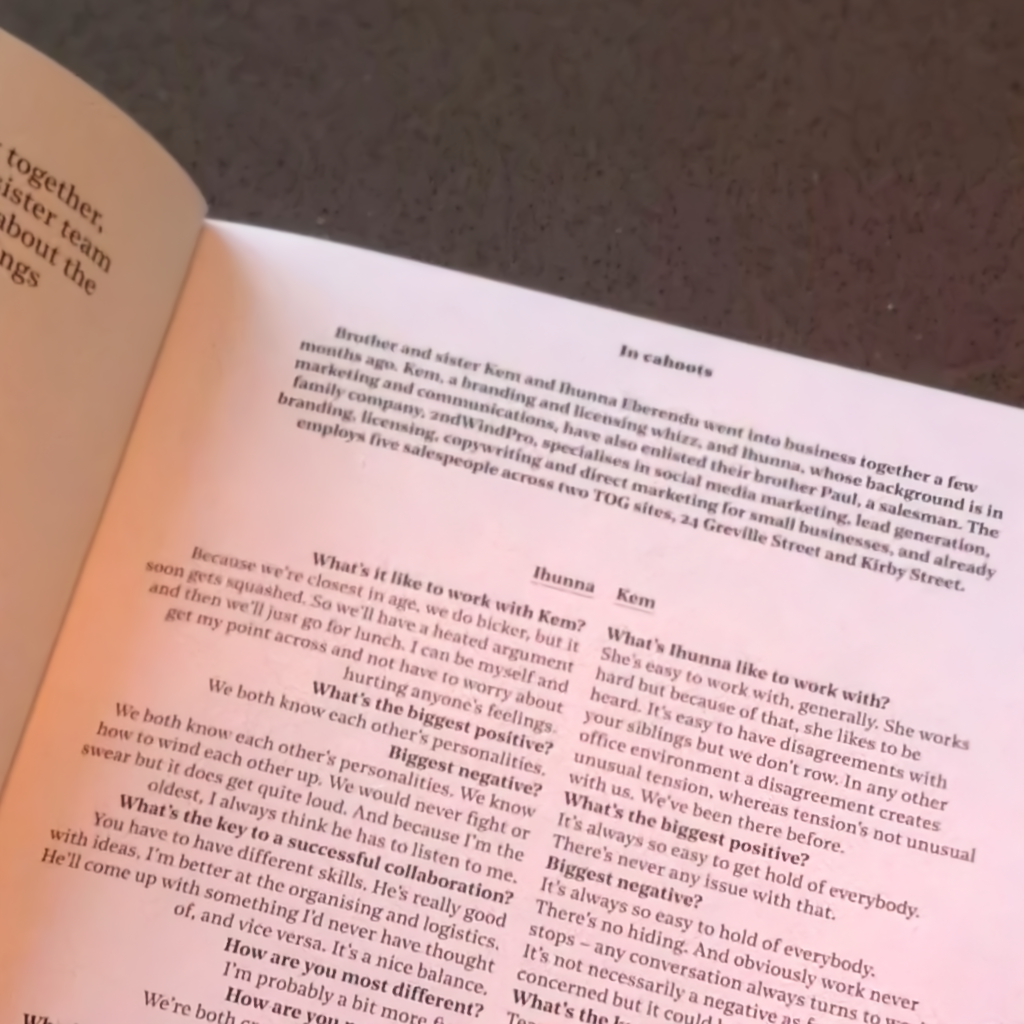 together,
ister team
about the
ngs
In cahoots
Brother and sister Kem and Ihunna Eberendu went into business together a few
months ago. Kem, a branding and licensing whizz, and Ihunna, whose background is in
marketing and communications, have also enlisted their brother Paul, a salesman. The
family company, 2ndWindPro, specialises in social media marketing, lead generation,
branding, licensing, copywriting and direct marketing for small businesses, and already
employs five salespeople across two TOG sites, 24 Greville Street and Kirby Street.
Ihunna
What's it like to work with Kem?
Because we're closest in age, we do bicker, but it
soon gets squashed. So we'll have a heated argument
and then we'll just go for lunch. I can be myself and
get my point across and not have to worry about
hurting anyone's feelings.
What's the biggest positive?
We both know each other's personalities.
Biggest negative?
We both know each other's personalities. We know
how to wind each other up. We would never fight or
swear but it does get quite loud. And because I'm the
oldest, I always think he has to listen to me.
What's the key to a successful collaboration?
You have to have different skills. He's really good
with ideas, I'm better at the organising and logistics.
He'll come up with something I'd never have thought
of, and vice versa. It's a nice balance.
How are you most different?
I'm probably a bit more
How are you
We're both
Kem
What's Ihunna like to work with?
She's easy to work with, generally. She works
hard but because of that, she likes to be
heard. It's easy to have disagreements with
your siblings but we don't row. In any other
office environment a disagreement creates
unusual tension, whereas tension's not unusual
with us. We've been there before.
What's the biggest positive?
It's always so easy to get hold of everybody.
There's never any issue with that.
Biggest negative?
It's always so easy to hold of everybody.
There's no hiding. And obviously work never
stops – any conversation always turns to
It's not necessarily a negative as
concerned but it could
What's the